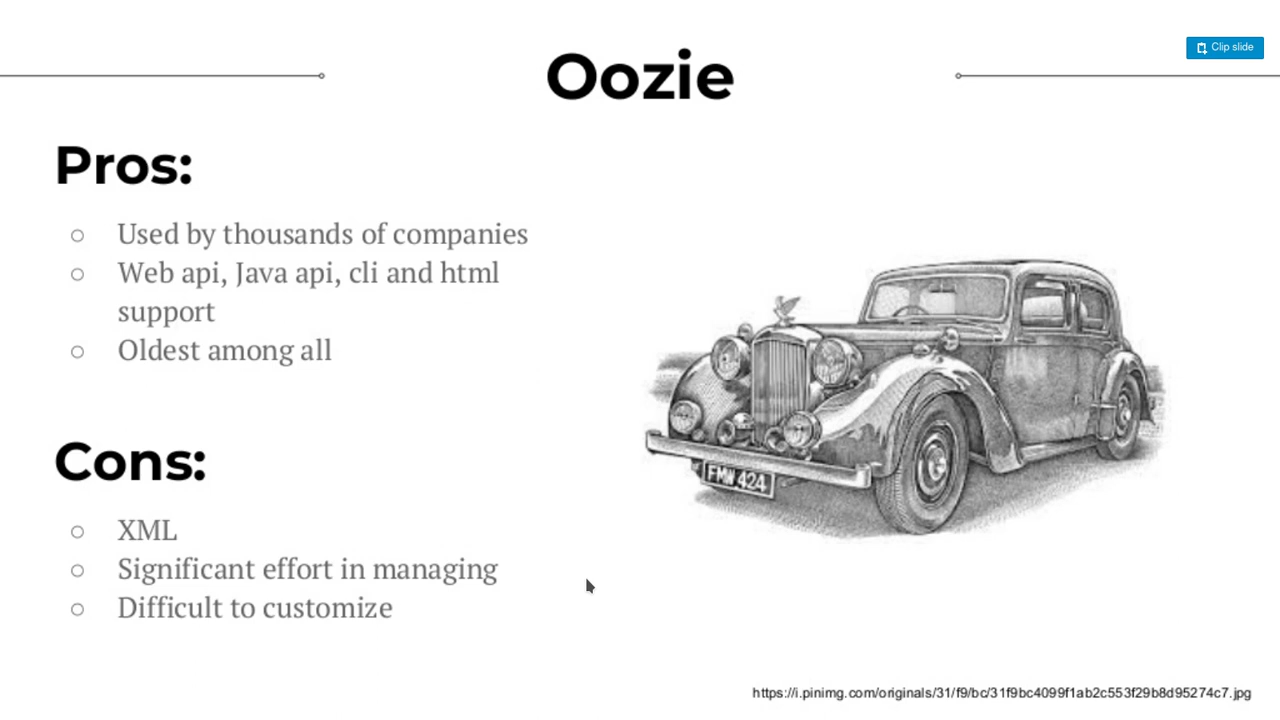 Clip slide
Oozie
Pros:
Used by thousands of companies
Web api, Java api, cli and html
support
Oldest among all
FMW 424
Cons:
XML
Significant effort in managing
Difficult to customize
https://i.pinimg.com/originals/31/f9/bc/31f9bc4099f1ab2c553f29b8d95274c7.jpg